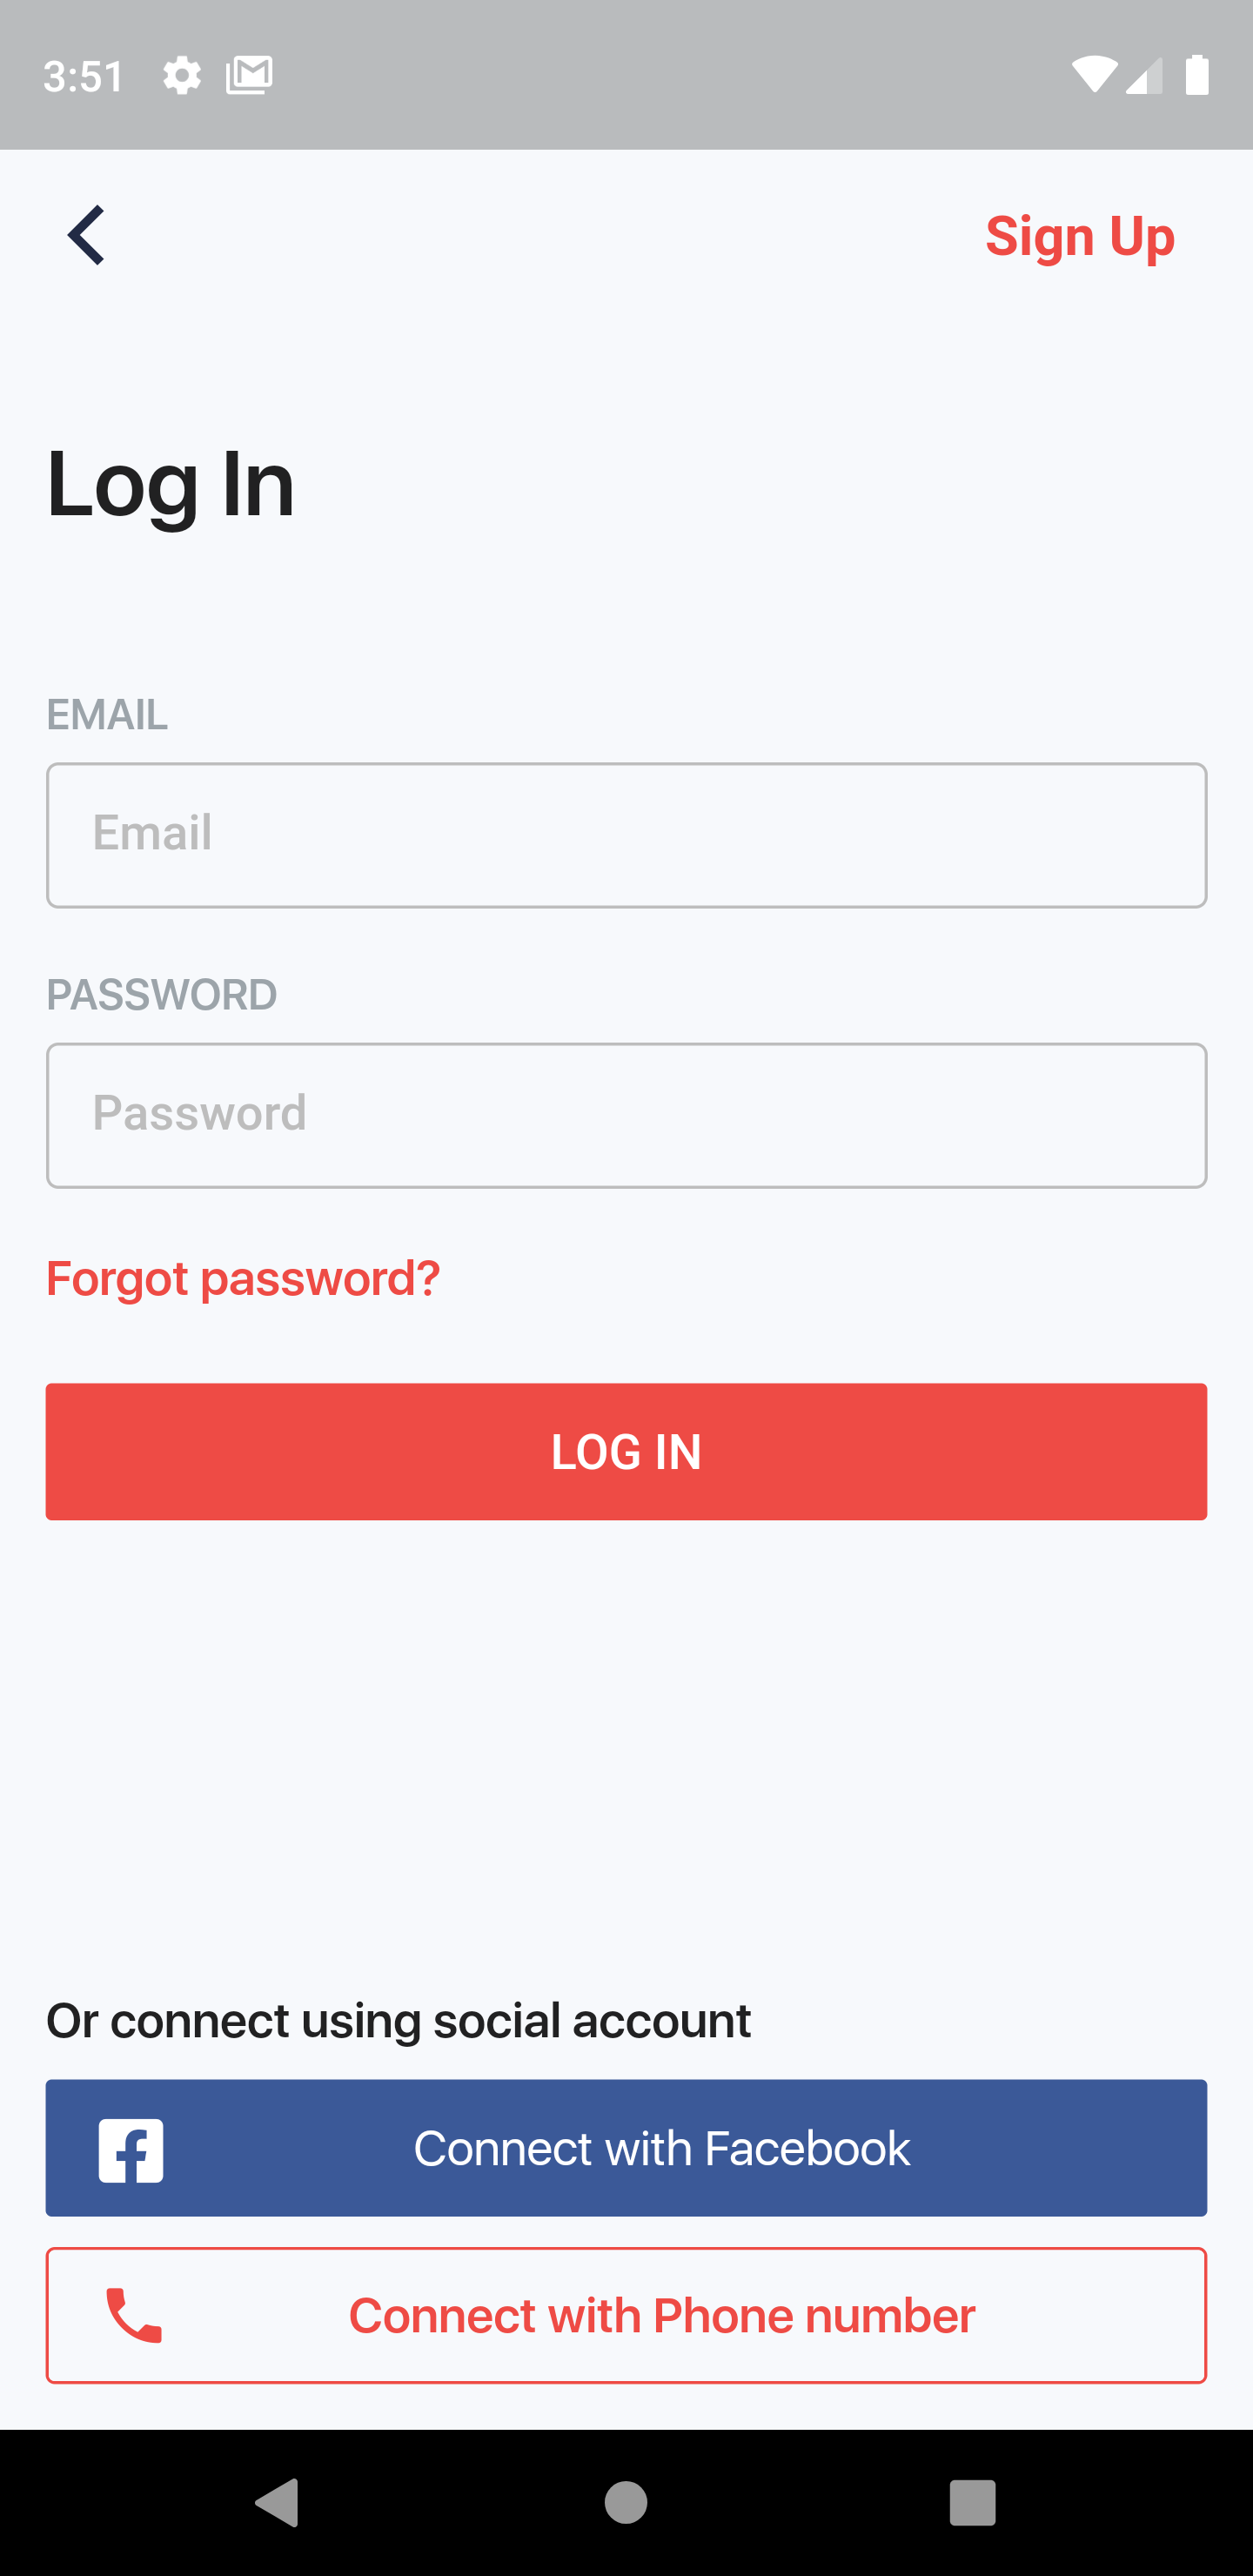 3:51
Sign Up
Log In
EMAIL
Email
PASSWORD
Password
Forgot password?
LOG IN
Or connect using social account
Connect with Facebook
Connect with Phone number